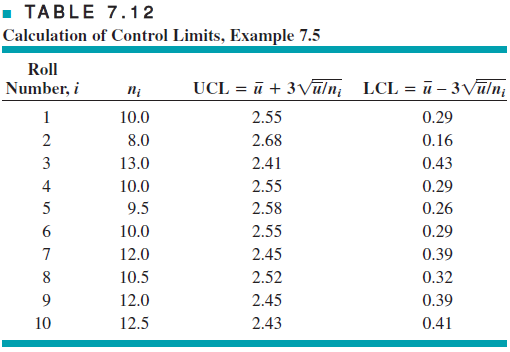 TABLE 7.12
Calculation of Control Limits, Example 7.5
Roll
Number, i nᵢ UCL = ū + 3√ū/nᵢ LCL = ū – 3√ū/nᵢ
1 10.0 2.55 0.29
2 8.0 2.68 0.16
3 13.0 2.41 0.43
4 10.0 2.55 0.29
5 9.5 2.58 0.26
6 10.0 2.55 0.29
7 12.0 2.45 0.39
8 10.5 2.52 0.32
9 12.0 2.45 0.39
10 12.5 2.43 0.41